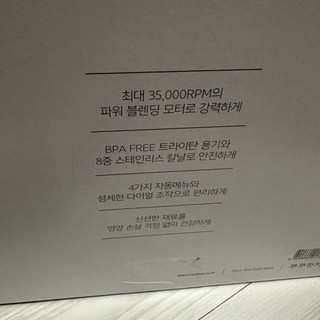 최대 35,000RPM의
파워 블렌딩 모터로 강력하게
BPA FREE 트라이탄 용기와
8중 스테인리스 칼날로 안전하게
4가지 자동메뉴와
섬세한 다이얼 조작으로 편리하게
신선한 재료를
영양 손실 걱정 없이 건강하게